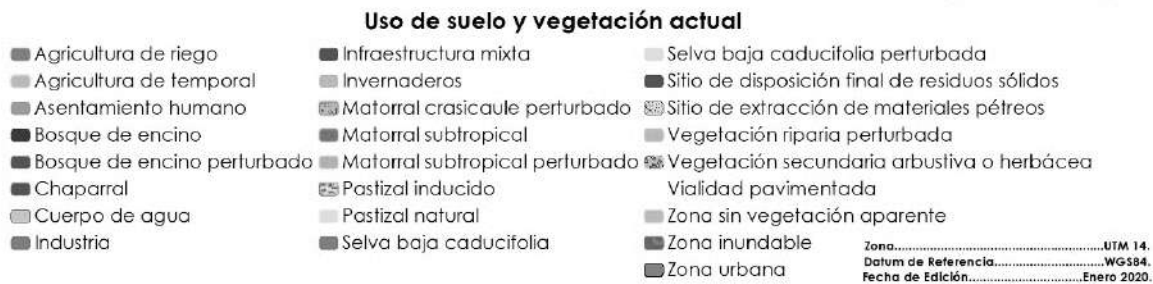 Uso de suelo y vegetación actual
Agricultura de riego
Agricultura de temporal
Asentamiento humano
Bosque de encino
Bosque de encino perturbado
Chaparral
Cuerpo de agua
Industria
Infraestructura mixta
Invernaderos
Matorral crasicaule perturbado
Matorral subtropical
Matorral subtropical perturbado
Pastizal inducido
Pastizal natural
Selva baja caducifolia
Selva baja caducifolia perturbada
Sitio de disposición final de residuos sólidos
Sitio de extracción de materiales pétreos
Vegetación riparia perturbada
Vegetación secundaria arbustiva o herbácea
Vialidad pavimentada
Zona sin vegetación aparente
Zona inundable
Zona urbana
Zona..................................................UTM 14.
Datum de Referencia..........................WGS84.
Fecha de Edición...........................Enero 2020.